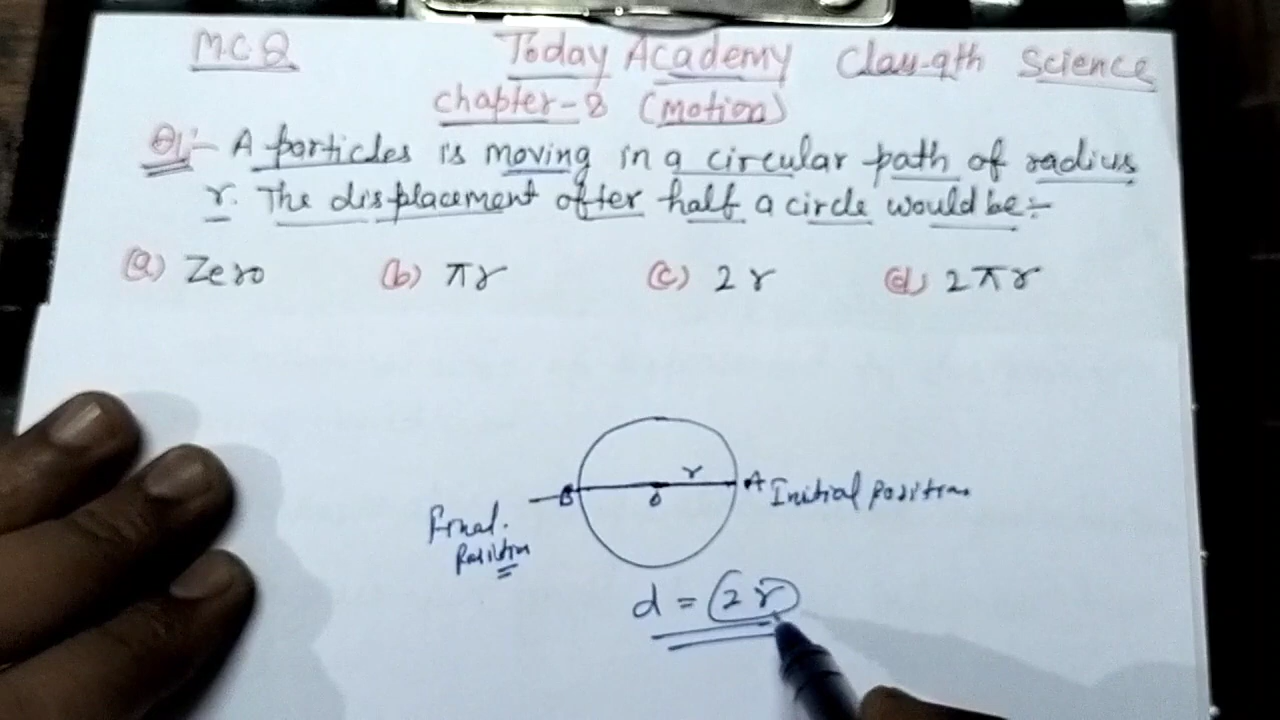 M.C.Q Today Academy Class-9th Science
chapter-8 (Motion)
Q1:- A particles is moving in a circular path of radius
r. The displacement after half a circle would be:-
(a) Zero (b) πr (c) 2r (d) 2πr
r
B O A Initial position
Final.
Position
d = 2r